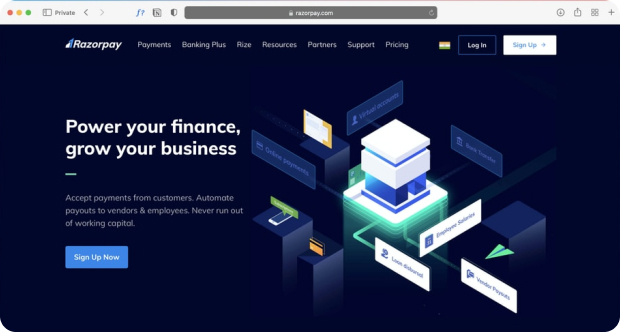 Private
razorpay.com
Razorpay
Payments
Banking Plus
Rize
Resources
Partners
Support
Pricing
Log In
Sign Up →
Power your finance,
grow your business
Accept payments from customers. Automate
payouts to vendors & employees. Never run out
of working capital.
Sign Up Now
Virtual accounts
Online payments
Bank Transfer
Employee Salaries
Loan disbursal
Vendor Payouts